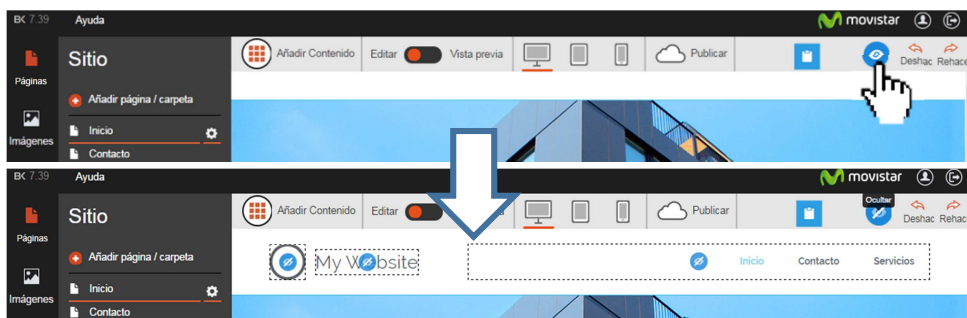 BK 7.39 Ayuda movistar
Sitio Añadir Contenido Editar Vista previa Publicar Deshac Rehace
Páginas
Añadir página / carpeta
Inicio
Imágenes
Contacto
BK 7.39 Ayuda movistar
Ocultar
Sitio Añadir Contenido Editar Publicar Deshac Rehac
Páginas
Añadir página / carpeta My Website Inicio Contacto Servicios
Inicio
Imágenes
Contacto